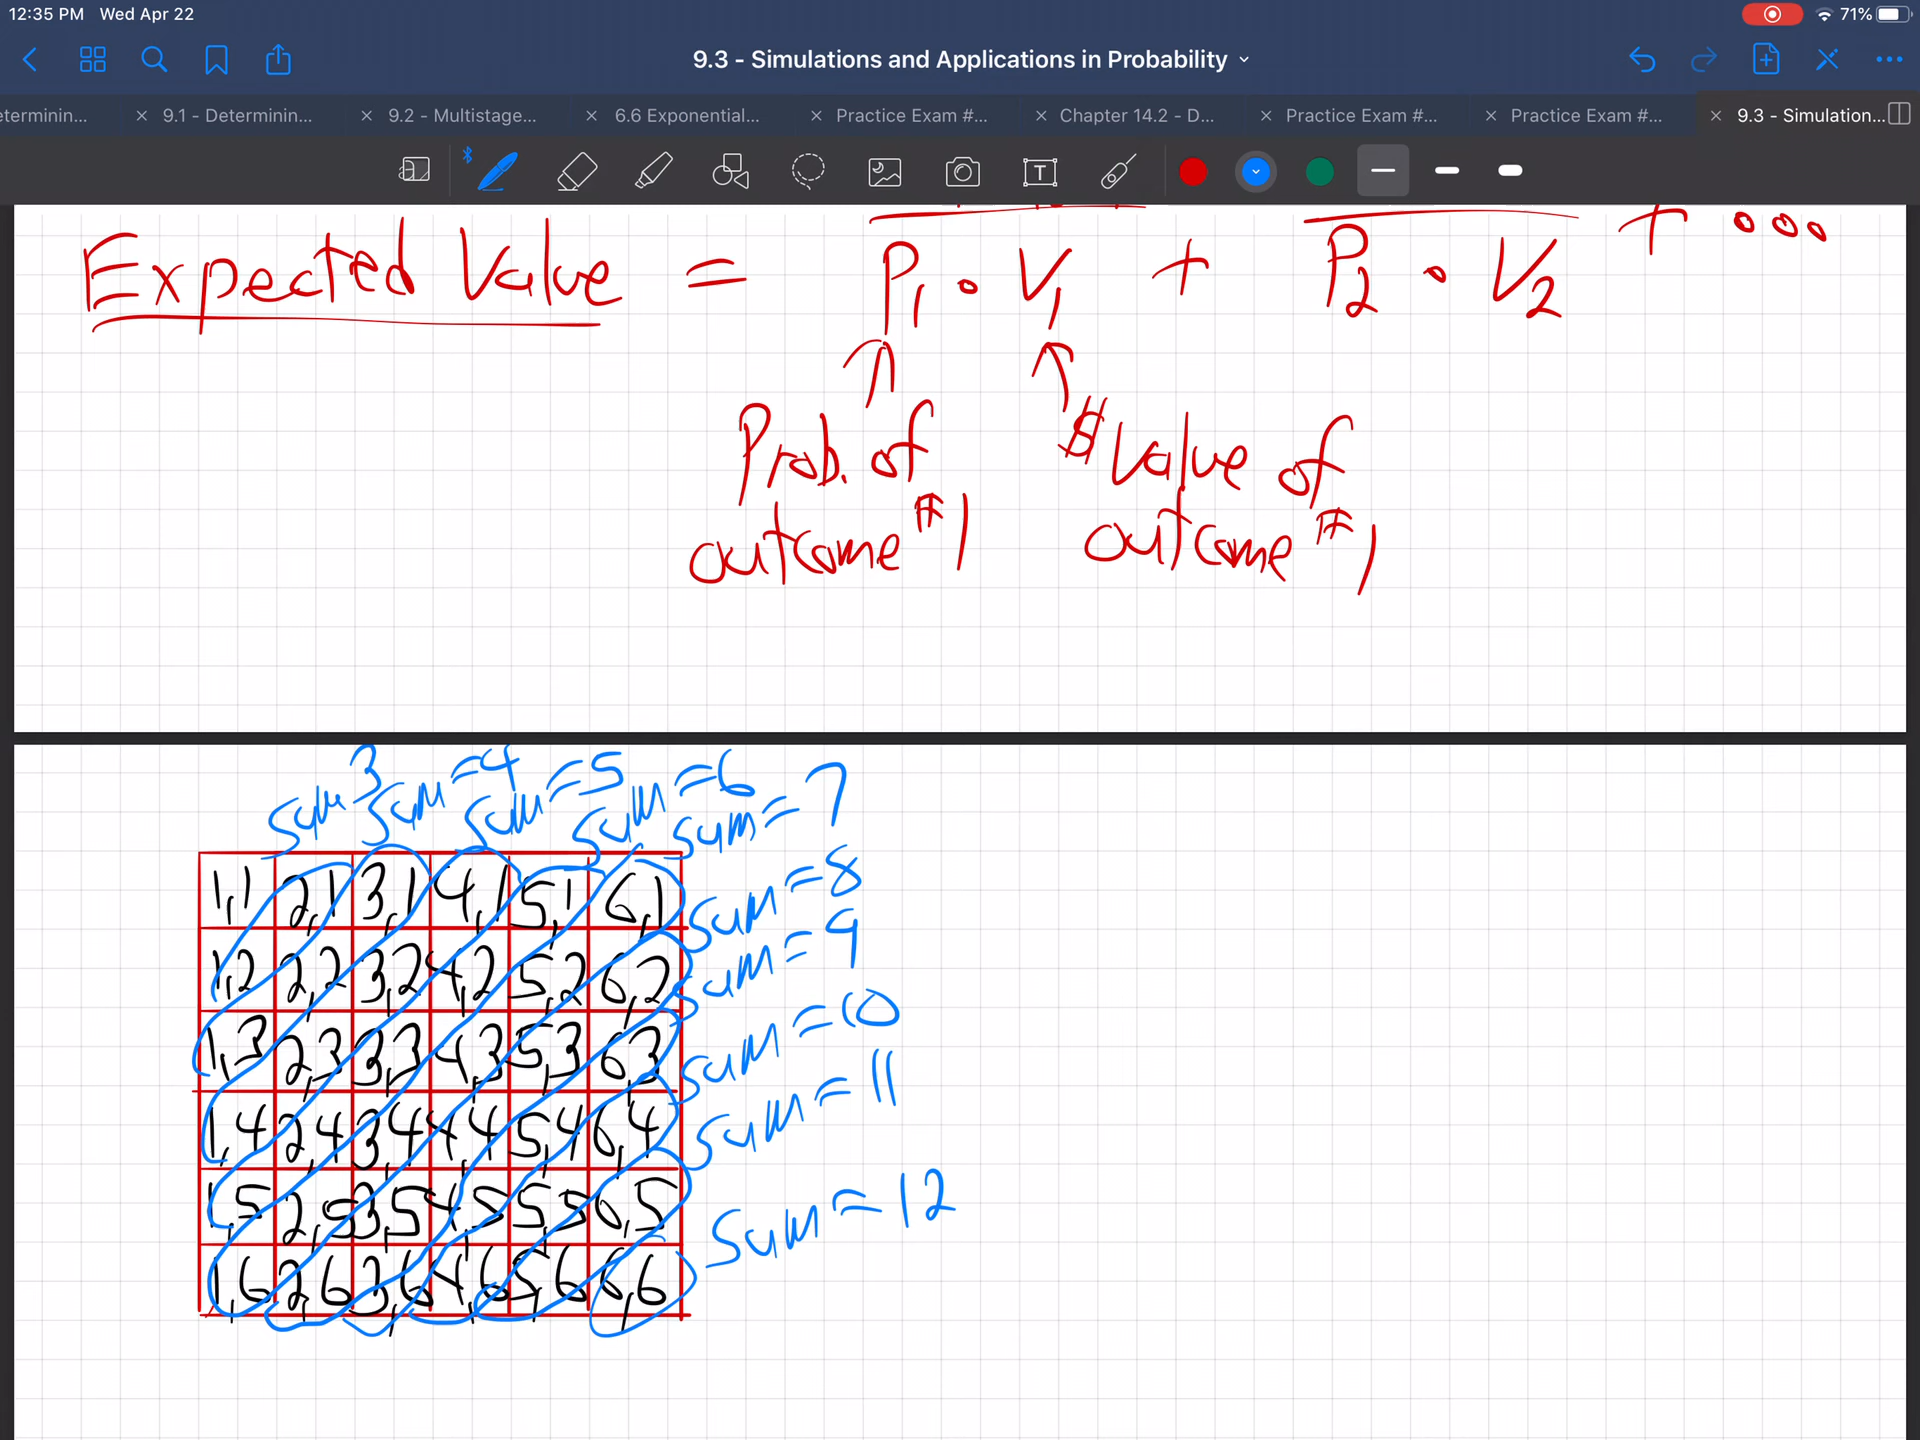 12:35 PM Wed Apr 22
71%
9.3 - Simulations and Applications in Probability
eterminin...
× 9.1 - Determinin...
× 9.2 - Multistage...
× 6.6 Exponential...
× Practice Exam #...
× Chapter 14.2 - D...
× Practice Exam #...
× Practice Exam #...
× 9.3 - Simulation...
T
Expected Value = P₁ • V₁ + P₂ • V₂ + ...
Prob. of
outcome #1
$Value of
outcome #1
sum 3
sum =4
sum =5
sum =6
sum = 7
sum = 8
sum = 9
sum = 10
sum = 11
sum = 12
1,1 2,1 3,1 4,1 5,1 6,1
1,2 2,2 3,2 4,2 5,2 6,2
1,3 2,3 3,3 4,3 5,3 6,3
1,4 2,4 3,4 4,4 5,4 6,4
1,5 2,5 3,5 4,5 5,5 6,5
1,6 2,6 3,6 4,6 5,6 6,6